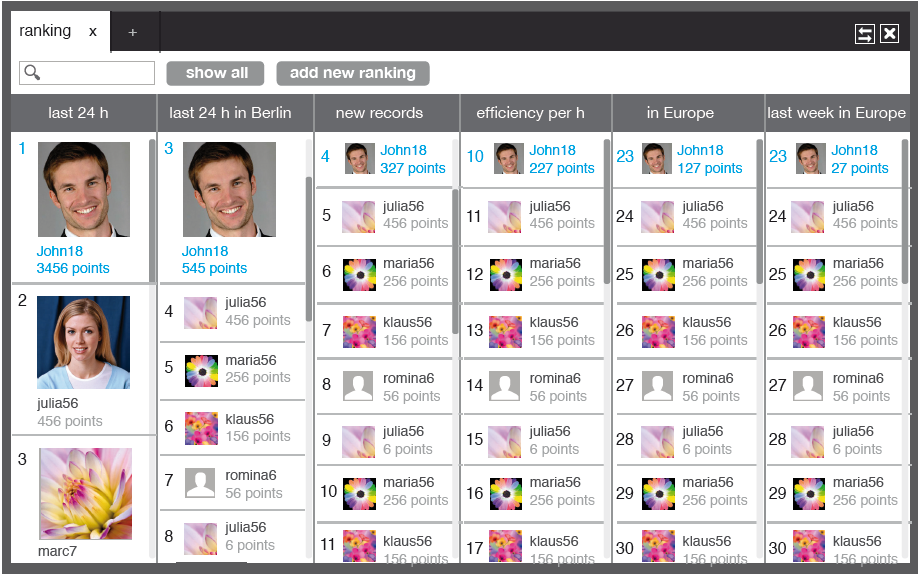 ranking x +
show all add new ranking
last 24 h
1
John18
3456 points
2
julia56
456 points
3
marc7
last 24 h in Berlin
3
John18
545 points
4 julia56
456 points
5 maria56
256 points
6 klaus56
156 points
7 romina6
56 points
8 julia56
6 points
new records
4 John18
327 points
5 julia56
456 points
6 maria56
256 points
7 klaus56
156 points
8 romina6
56 points
9 julia56
6 points
10 maria56
256 points
11 klaus56
156 points
efficiency per h
10 John18
227 points
11 julia56
456 points
12 maria56
256 points
13 klaus56
156 points
14 romina6
56 points
15 julia56
6 points
16 maria56
256 points
17 klaus56
156 points
in Europe
23 John18
127 points
24 julia56
456 points
25 maria56
256 points
26 klaus56
156 points
27 romina6
56 points
28 julia56
6 points
29 maria56
256 points
30 klaus56
156 points
last week in Europe
23 John18
27 points
24 julia56
456 points
25 maria56
256 points
26 klaus56
156 points
27 romina6
56 points
28 julia56
6 points
29 maria56
256 points
30 klaus56
156 points